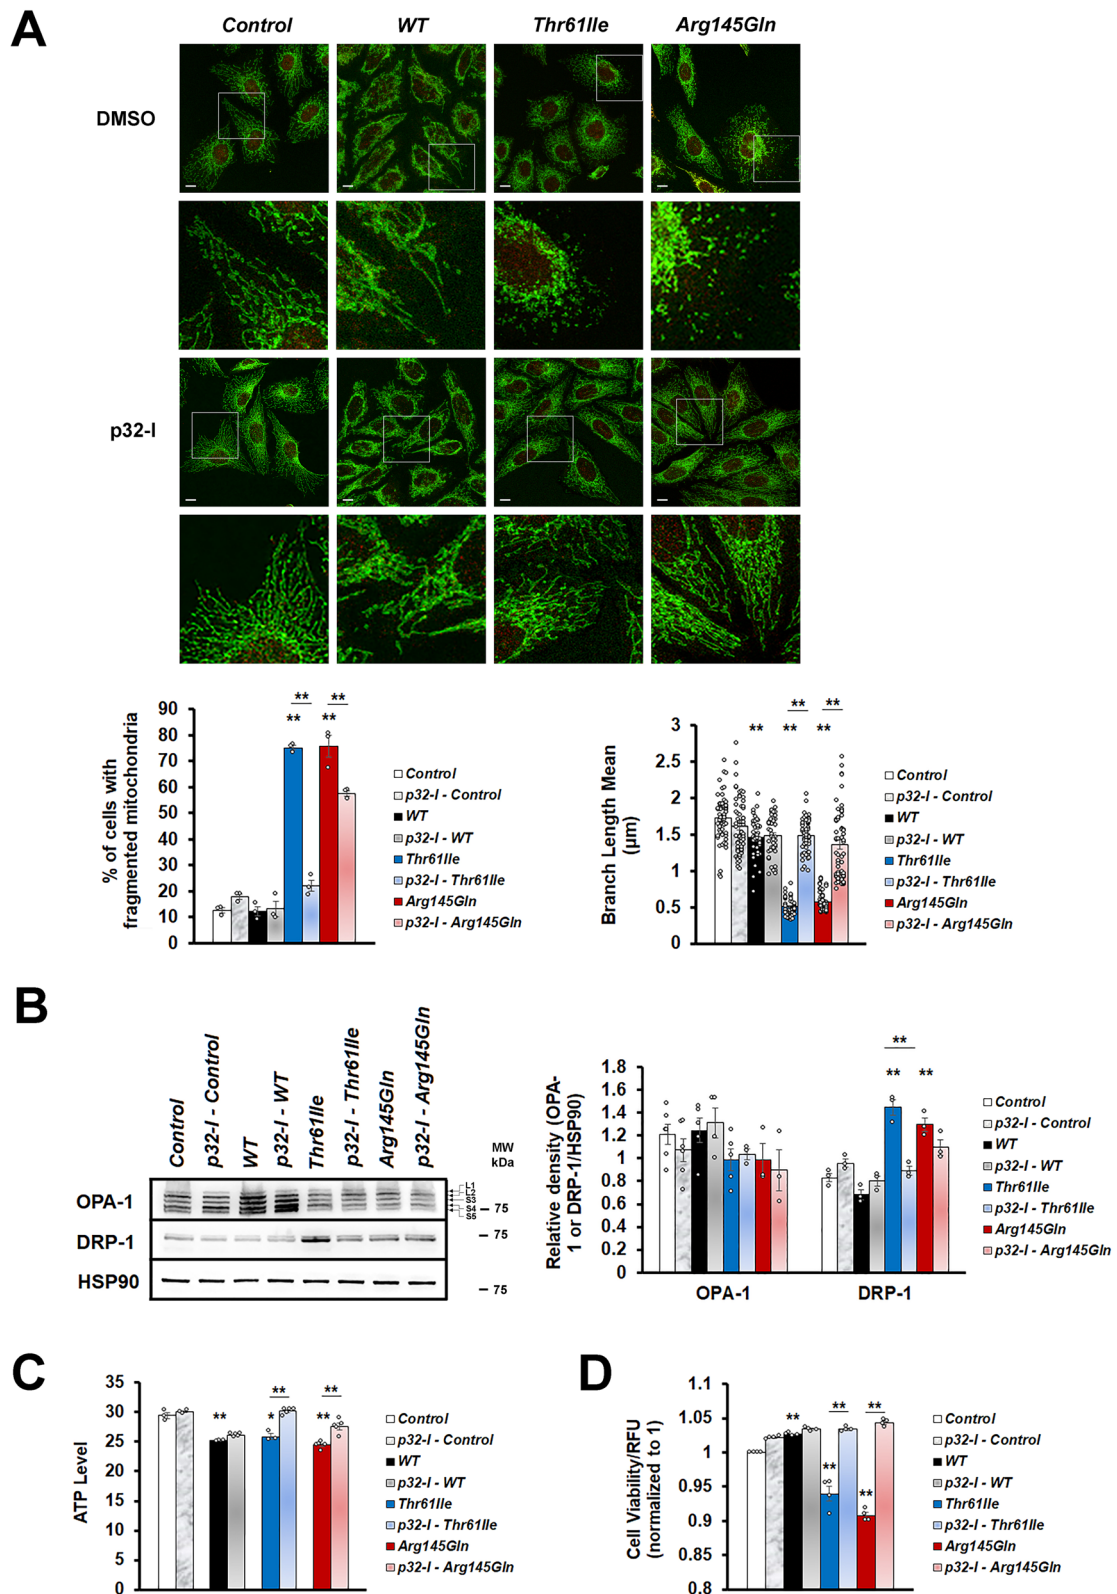 A
Control WT Thr61Ile Arg145Gln
DMSO
p32-I
% of cells with
fragmented mitochondria
90
80
70
60
50
40
30
20
10
0
** **
** **
Control
p32-I - Control
WT
p32-I - WT
Thr61Ile
p32-I - Thr61Ile
Arg145Gln
p32-I - Arg145Gln
Branch Length Mean
(µm)
3
2.5
2
1.5
1
0.5
0
** **
** ** **
Control
p32-I - Control
WT
p32-I - WT
Thr61Ile
p32-I - Thr61Ile
Arg145Gln
p32-I - Arg145Gln
B
Control
p32-I - Control
WT
p32-I - WT
Thr61Ile
p32-I - Thr61Ile
Arg145Gln
p32-I - Arg145Gln
MW
kDa
OPA-1
L1
L2
S3
S4
S5
75
DRP-1
75
HSP90
75
Relative density (OPA-
1 or DRP-1/HSP90)
1.8
1.6
1.4
1.2
1
0.8
0.6
0.4
0.2
0
**
** **
OPA-1 DRP-1
Control
p32-I - Control
WT
p32-I - WT
Thr61Ile
p32-I - Thr61Ile
Arg145Gln
p32-I - Arg145Gln
C
ATP Level
35
30
25
20
15
10
5
0
** **
** * **
Control
p32-I - Control
WT
p32-I - WT
Thr61Ile
p32-I - Thr61Ile
Arg145Gln
p32-I - Arg145Gln
D
Cell Viability/RFU
(normalized to 1)
1.1
1.05
1
0.95
0.9
0.85
0.8
** ** **
**
**
Control
p32-I - Control
WT
p32-I - WT
Thr61Ile
p32-I - Thr61Ile
Arg145Gln
p32-I - Arg145Gln